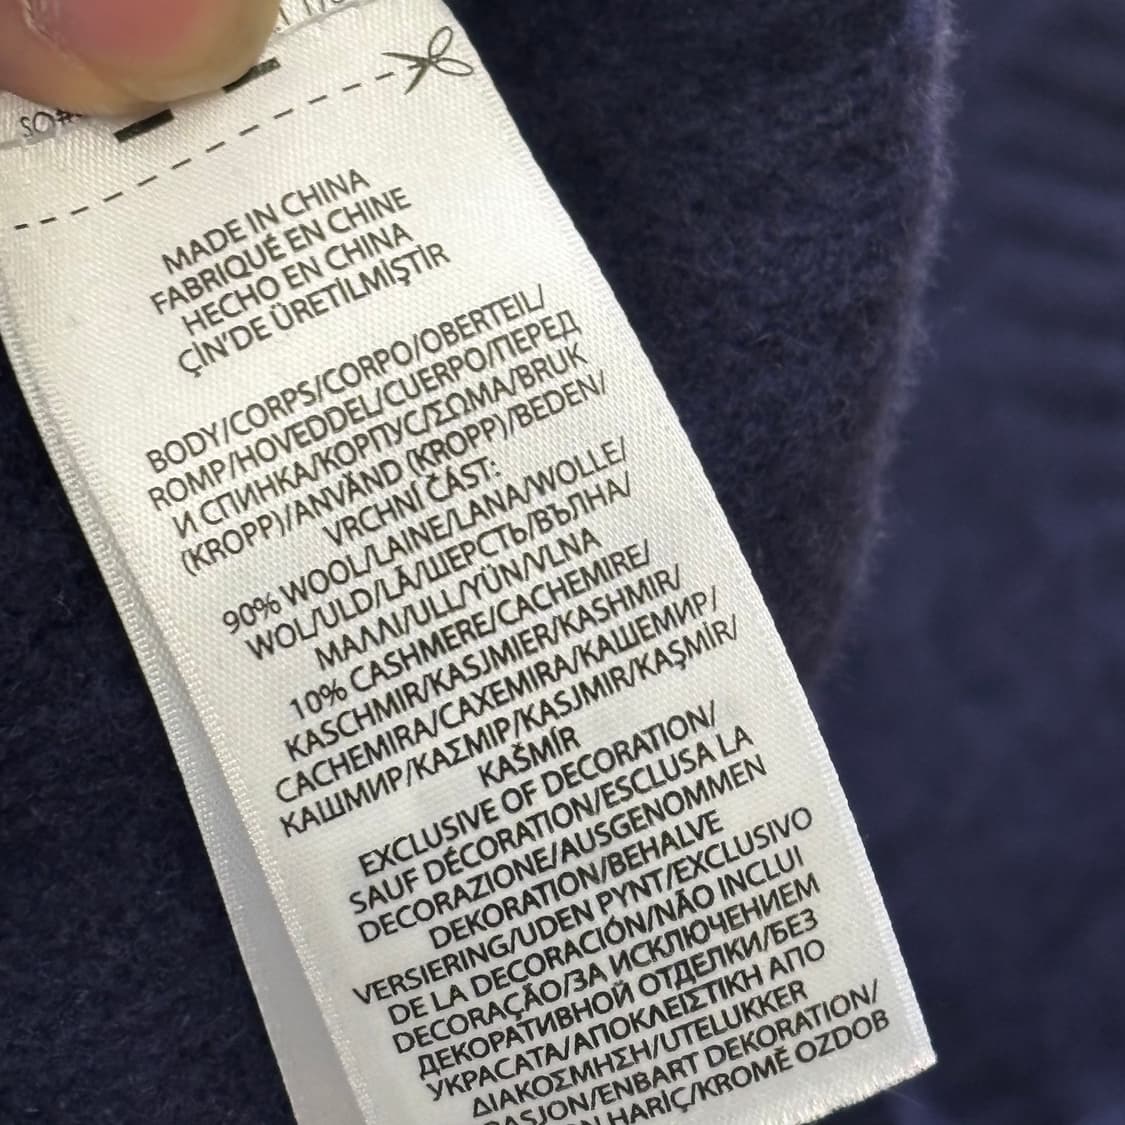 SO#
MADE IN CHINA
FABRIQUÉ EN CHINE
HECHO EN CHINA
ÇİN'DE ÜRETİLMİŞTİR
BODY/CORPS/CORPO/OBERTEIL/
ROMP/HOVEDDEL/CUERPO/ПЕРЕД
И СПИНКА/КОРПУС/ΣΩΜΑ/BRUK
(KROPP)/ANVÄND (KROPP)/BEDEN/
VRCHNÍ ČÁST:
90% WOOL/LAINE/LANA/WOLLE/
WOL/ULD/LÃ/ШЕРСТЬ/ВЪЛНА/
ΜΑΛΛΙ/ULL/YÜN/VLNA
10% CASHMERE/CACHEMIRE/
KASCHMIR/KASJMIER/KASHMIR/
CACHEMIRA/CAXEMIRA/КАШЕМИР/
КАШМИР/ΚΑΣΜΙΡ/KASJMIR/KAŞMİR/
KAŠMÍR
EXCLUSIVE OF DECORATION/
SAUF DÉCORATION/ESCLUSA LA
DECORAZIONE/AUSGENOMMEN
DEKORATION/BEHALVE
VERSIERING/UDEN PYNT/EXCLUSIVO
DE LA DECORACIÓN/NÃO INCLUI
DECORAÇÃO/ЗА ИСКЛЮЧЕНИЕМ
ДЕКОРАТИВНОЙ ОТДЕЛКИ/БЕЗ
УКРАСАТА/ΑΠΟΚΛΕΙΣΤΙΚΗ ΑΠΟ
ΔΙΑΚΟΣΜΗΣΗ/UTELUKKER
ASJON/ENBART DEKORATION/
N HARİÇ/KROMĚ OZDOB